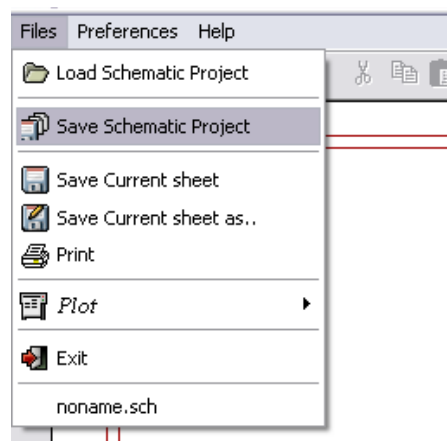 Files Preferences Help
Load Schematic Project
Save Schematic Project
Save Current sheet
Save Current sheet as..
Print
Plot
Exit
noname.sch